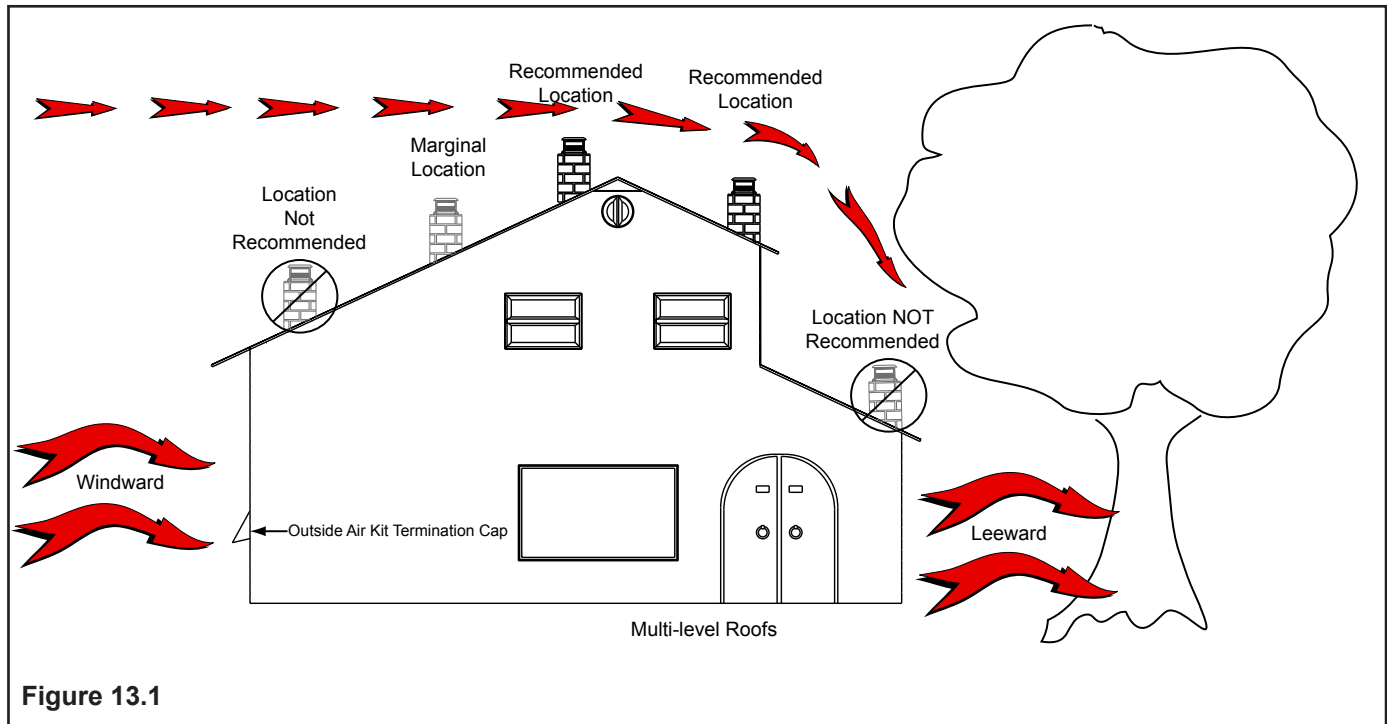 Recommended
Location
Recommended
Location
Marginal
Location
Location
Not
Recommended
Location NOT
Recommended
Windward
Outside Air Kit Termination Cap
Leeward
Multi-level Roofs
Figure 13.1